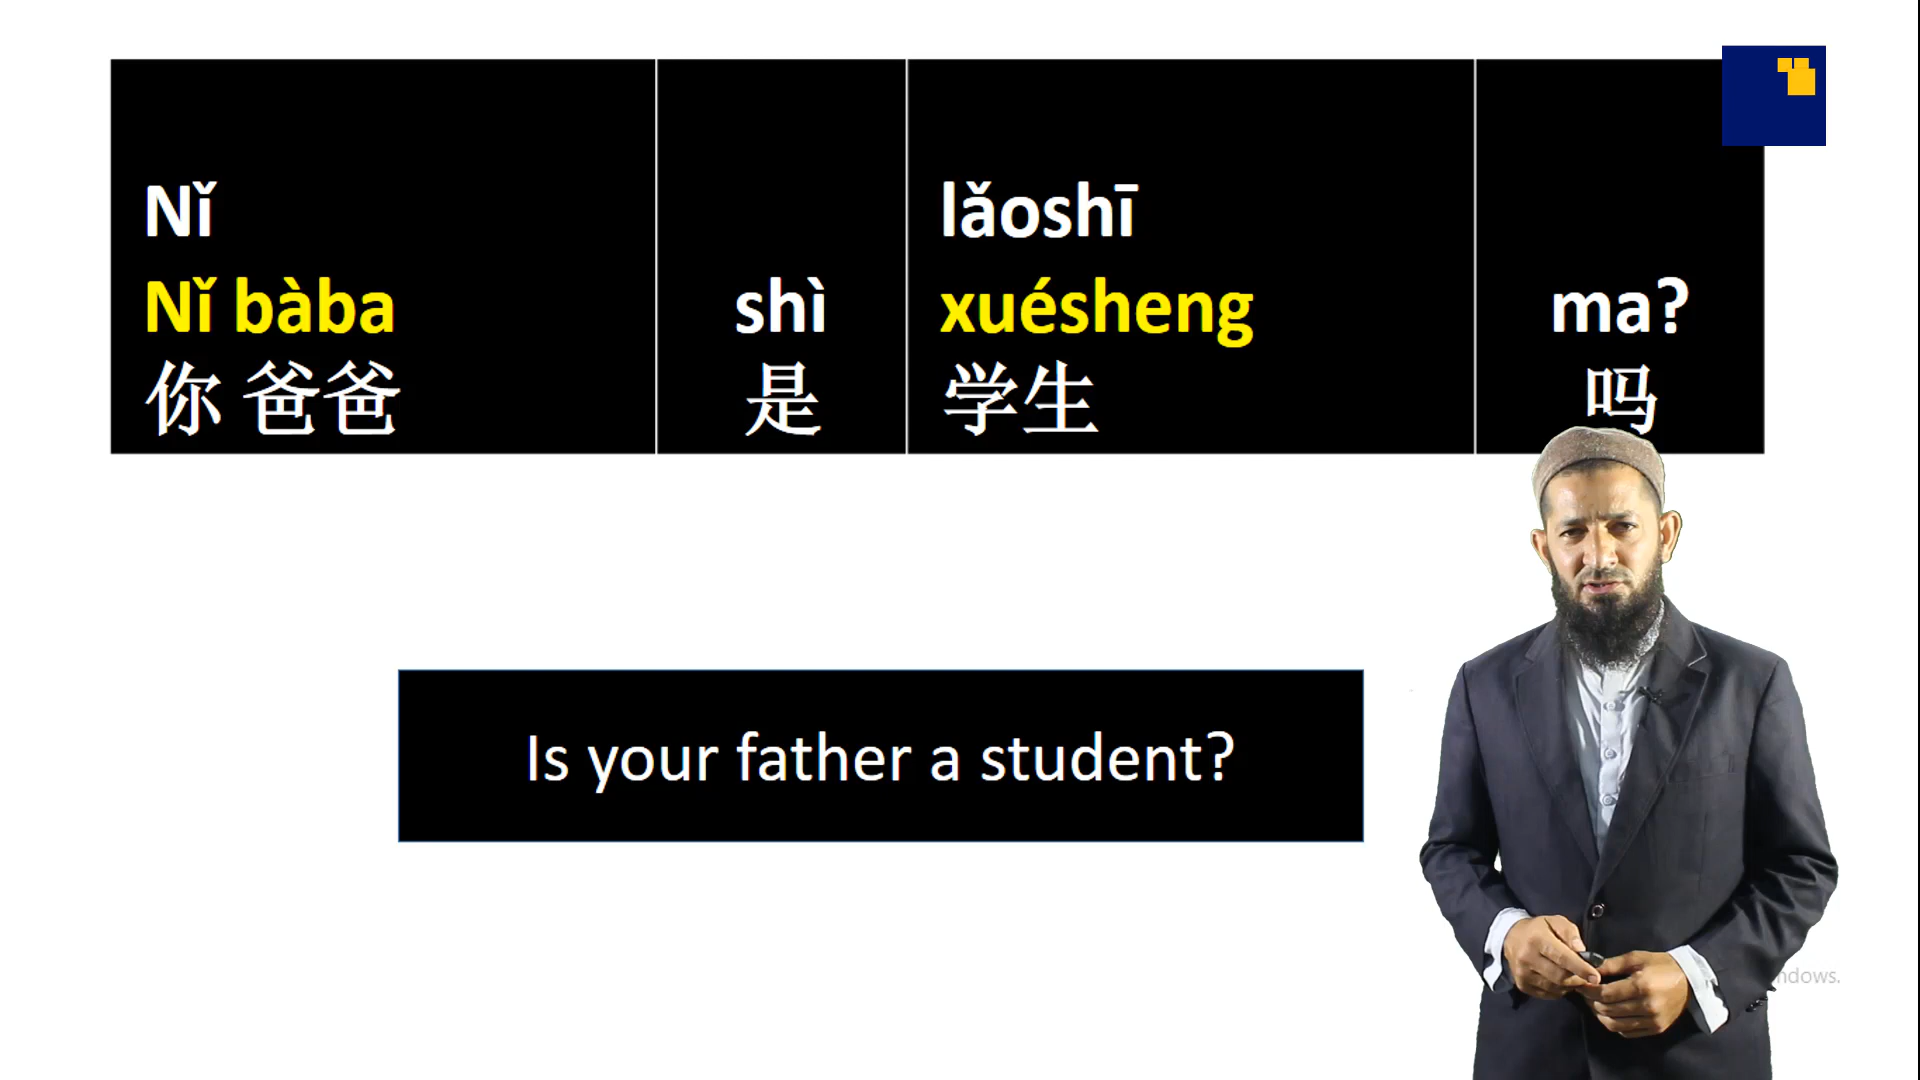 Nǐ
Nǐ bàba
你 爸爸
shì
是
lǎoshī
xuésheng
学生
ma?
吗
Is your father a student?